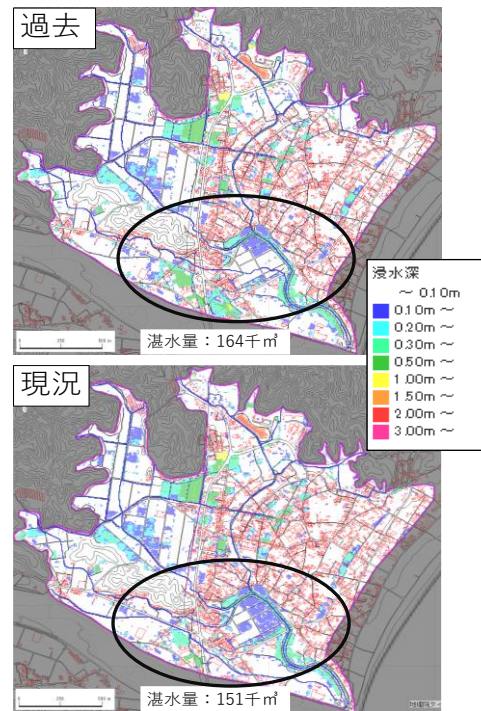 過去
湛水量：164千㎥
浸水深
～ 0.10m
0.10m ～
0.20m ～
0.30m ～
0.50m ～
1.00m ～
1.50m ～
2.00m ～
3.00m ～
現況
湛水量：151千㎥